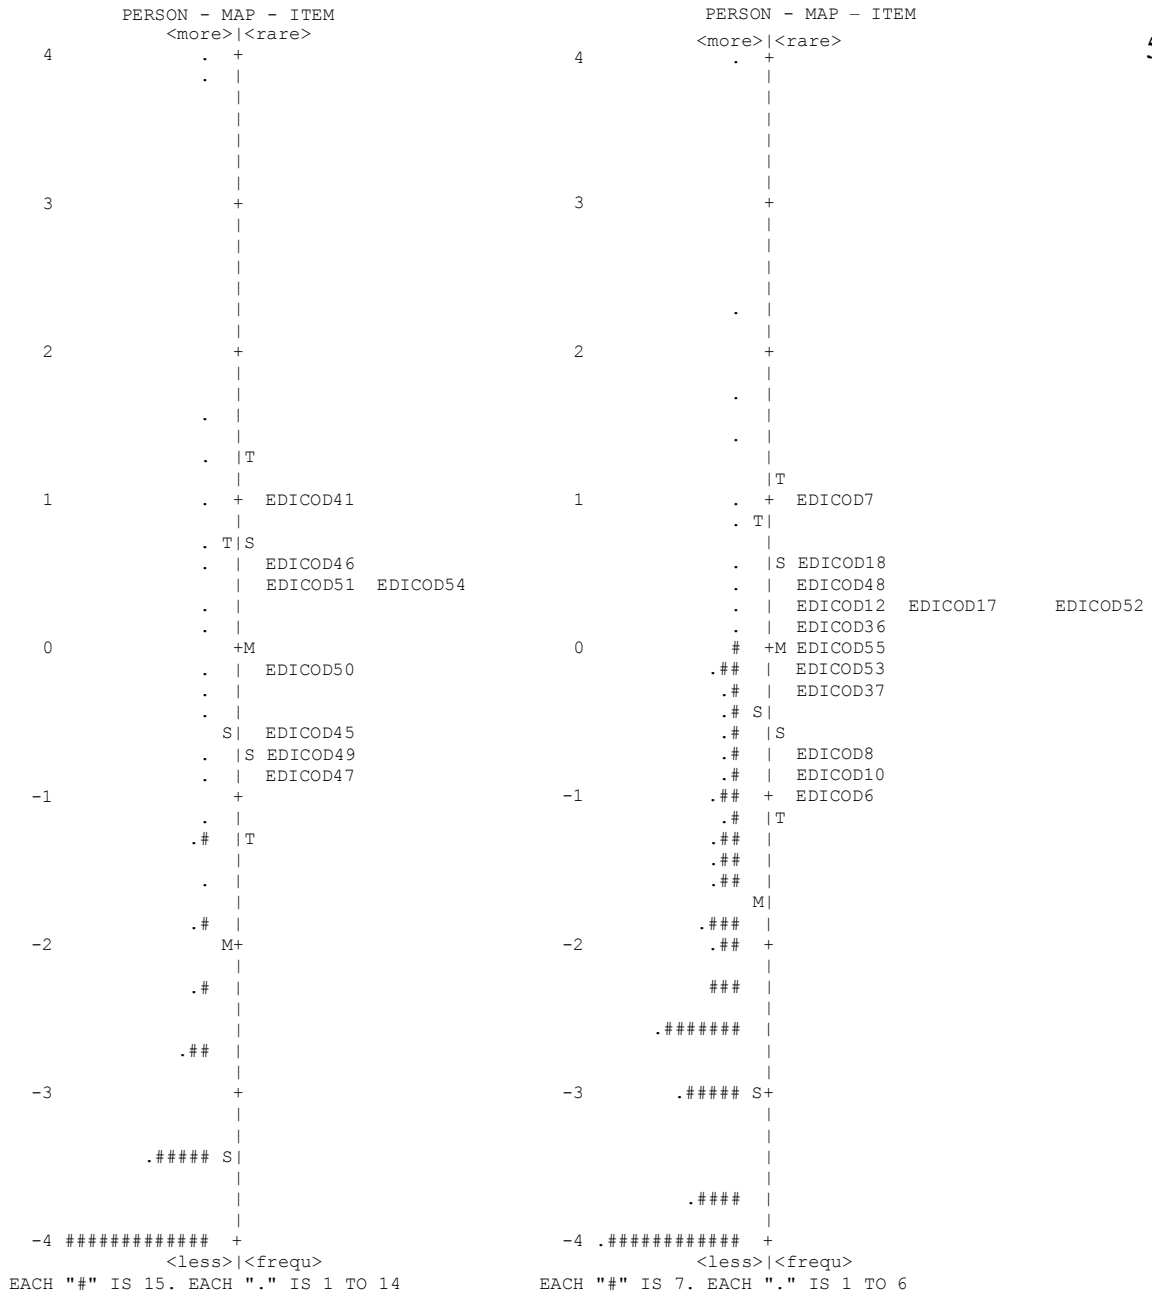 PERSON - MAP - ITEM
<more>|<rare>
4 . +
. |
|
|
|
|
|
3 +
|
|
|
|
|
|
2 +
|
|
. |
|
. |T
|
1 . + EDICOD41
|
. T|S
. | EDICOD46
| EDICOD51 EDICOD54
. |
. |
0 +M
. | EDICOD50
. |
. |
S| EDICOD45
. |S EDICOD49
. | EDICOD47
-1 +
. |
.# |T
|
. |
|
.# |
-2 M+
|
.# |
|
|
.## |
|
-3 +
|
|
.##### S|
|
|
|
-4 ############# +
<less>|<frequ>
EACH "#" IS 15. EACH "." IS 1 TO 14
PERSON - MAP – ITEM
<more>|<rare>
4 . +
|
|
|
|
|
|
3 +
|
|
|
|
. |
|
2 +
|
. |
|
. |
|
|T
1 . + EDICOD7
. T|
|
. |S EDICOD18
. | EDICOD48
. | EDICOD12 EDICOD17 EDICOD52
. | EDICOD36
0 # +M EDICOD55
.## | EDICOD53
.# | EDICOD37
.# S|
.# |S
.# | EDICOD8
.# | EDICOD10
-1 .## + EDICOD6
.# |T
.## |
.## |
.## |
M|
.### |
-2 .## +
|
### |
|
.####### |
|
|
-3 .##### S+
|
|
|
|
.#### |
|
-4 .############ +
<less>|<frequ>
EACH "#" IS 7. EACH "." IS 1 TO 6